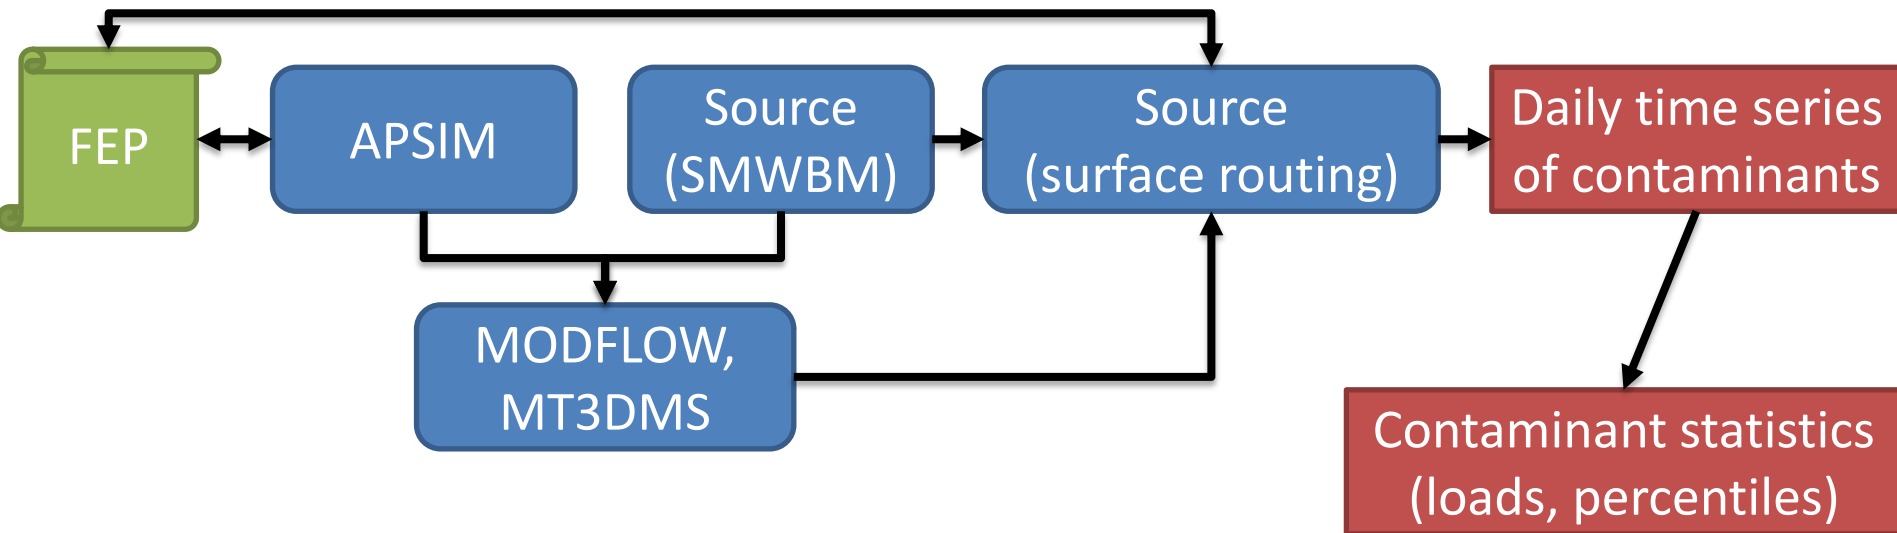 FEP
APSIM
Source
(SMWBM)
Source
(surface routing)
Daily time series
of contaminants
MODFLOW,
MT3DMS
Contaminant statistics
(loads, percentiles)